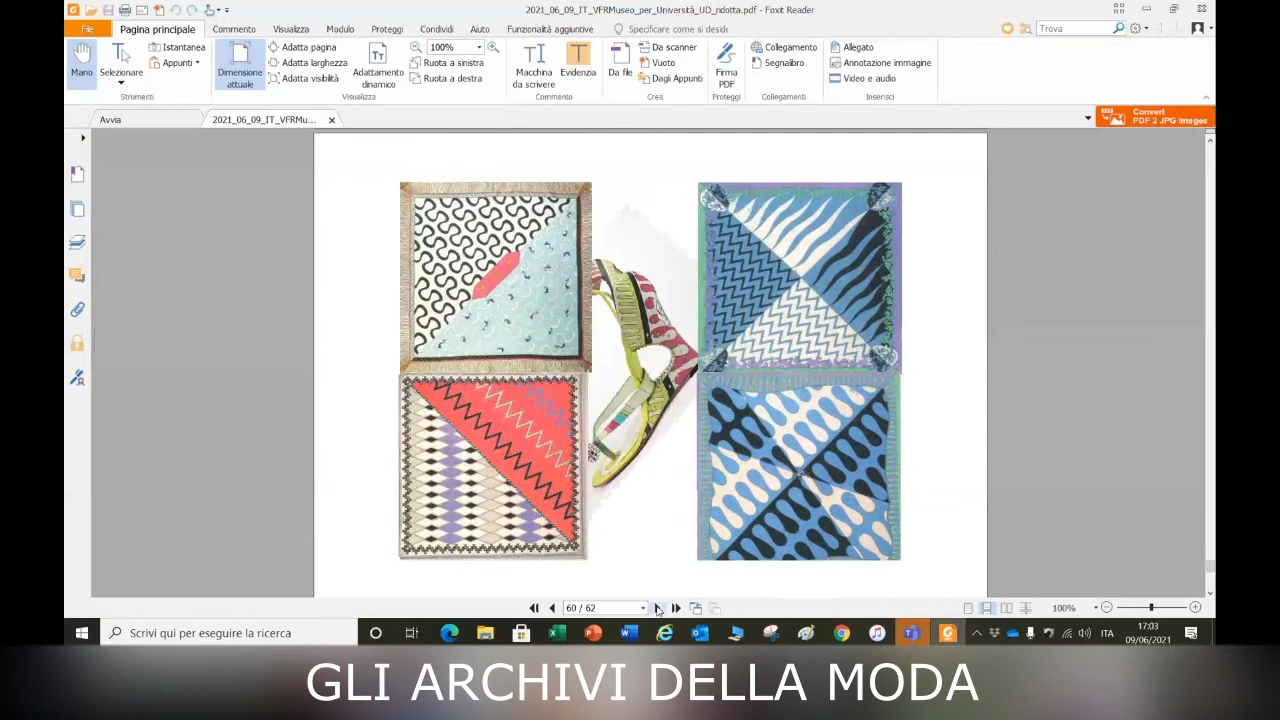 2021_06_09_IT_VFRMuseo_per_Università_UD_ndotta.pdf - Foxit Reader
File
Pagina principale
Commento
Visualizza
Modulo
Proteggi
Condividi
Aiuto
Funzionalità aggiuntive
Specificare come si desid
Trova
Mano
Selezionare
Istantanea
Appunti
Strumenti
Dimensione
attuale
Adatta pagina
Adatta larghezza
Adatta visibilità
Adattamento
dinamico
100%
Ruota a sinistra
Ruota a destra
Visualizza
Macchina
da scrivere
Evidenzia
Commento
Da file
Da scanner
Vuoto
Dagli Appunti
Crea
Firma
PDF
Proteggi
Collegamento
Segnalibro
Collegamenti
Allegato
Annotazione immagine
Video e audio
Inserisci
Avvia
2021_06_09_IT_VFRMu...
Convert
PDF 2 JPG Images
60 / 62
100%
Scrivi qui per eseguire la ricerca
ITA
17:03
09/06/2021
GLI ARCHIVI DELLA MODA